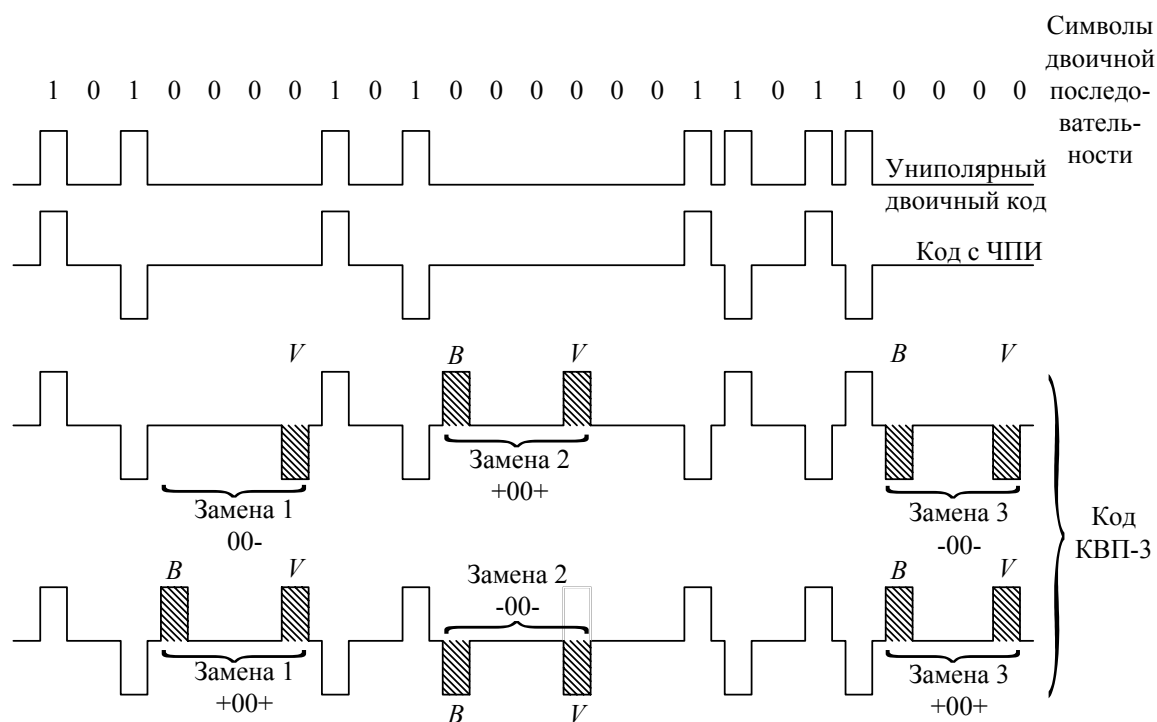 Символы
двоичной
последо-
ватель-
ности
1 0 1 0 0 0 0 1 0 1 0 0 0 0 0 0 1 1 0 1 1 0 0 0 0
Униполярный
двоичный код
Код с ЧПИ
V B V B V
Замена 1
00-
Замена 2
+00+
Замена 3
-00-
Код
КВП-3
B V
Замена 2
-00-
B V
Замена 1
+00+
B V
Замена 3
+00+